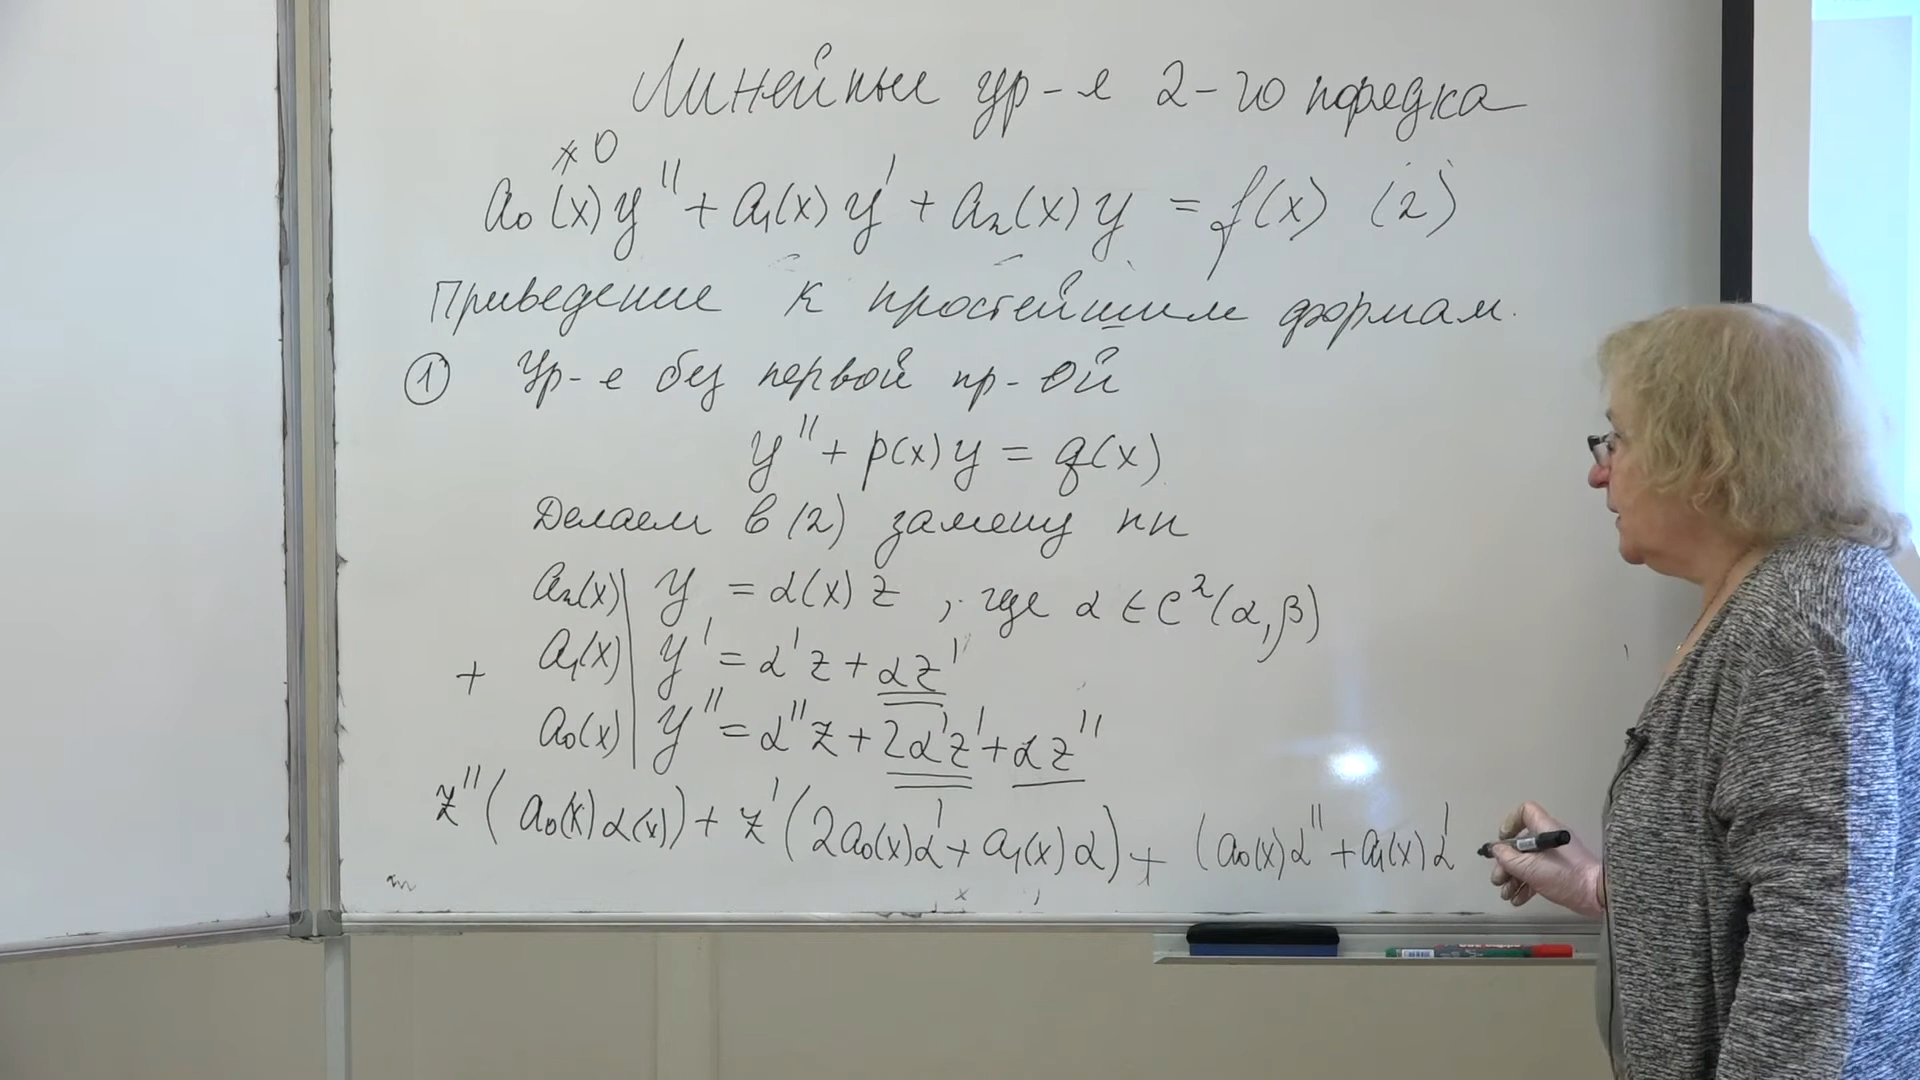 Линейные ур-я 2-го порядка
≠ 0
a₀(x)y'' + a₁(x)y' + a₂(x)y = f(x) (2)
Приведение к простейшим формам.
① Ур-е без первой пр-ой
y'' + p(x)y = q(x)
Делаем в (2) замену нп
a₂(x) | y = α(x)z, где α ∈ C²(α, β)
+ a₁(x) | y' = α'z + αz'
a₀(x) | y'' = α''z + 2α'z' + αz''
z''(a₀(x)α(x)) + z'(2a₀(x)α' + a₁(x)α) + (a₀(x)α'' + a₁(x)α'